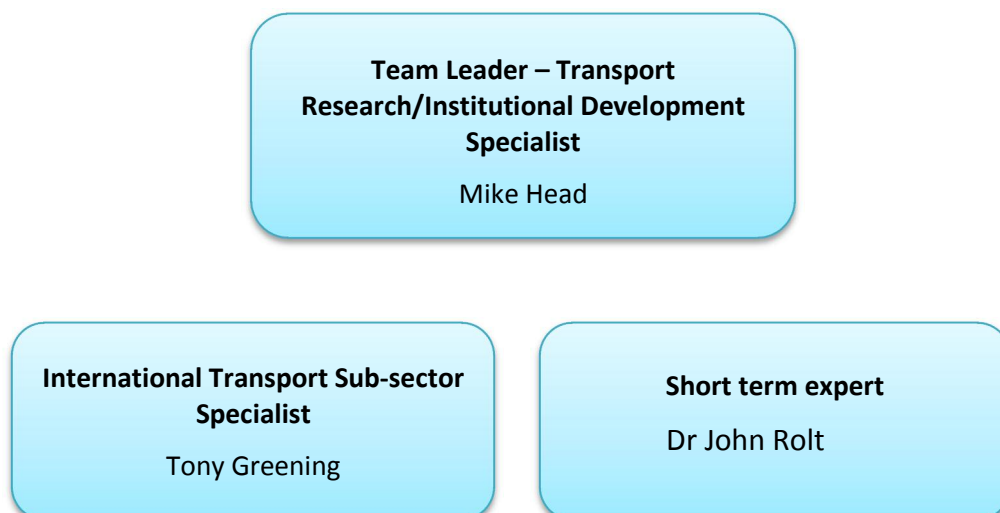 Team Leader – Transport
Research/Institutional Development
Specialist
Mike Head
International Transport Sub-sector
Specialist
Tony Greening
Short term expert
Dr John Rolt